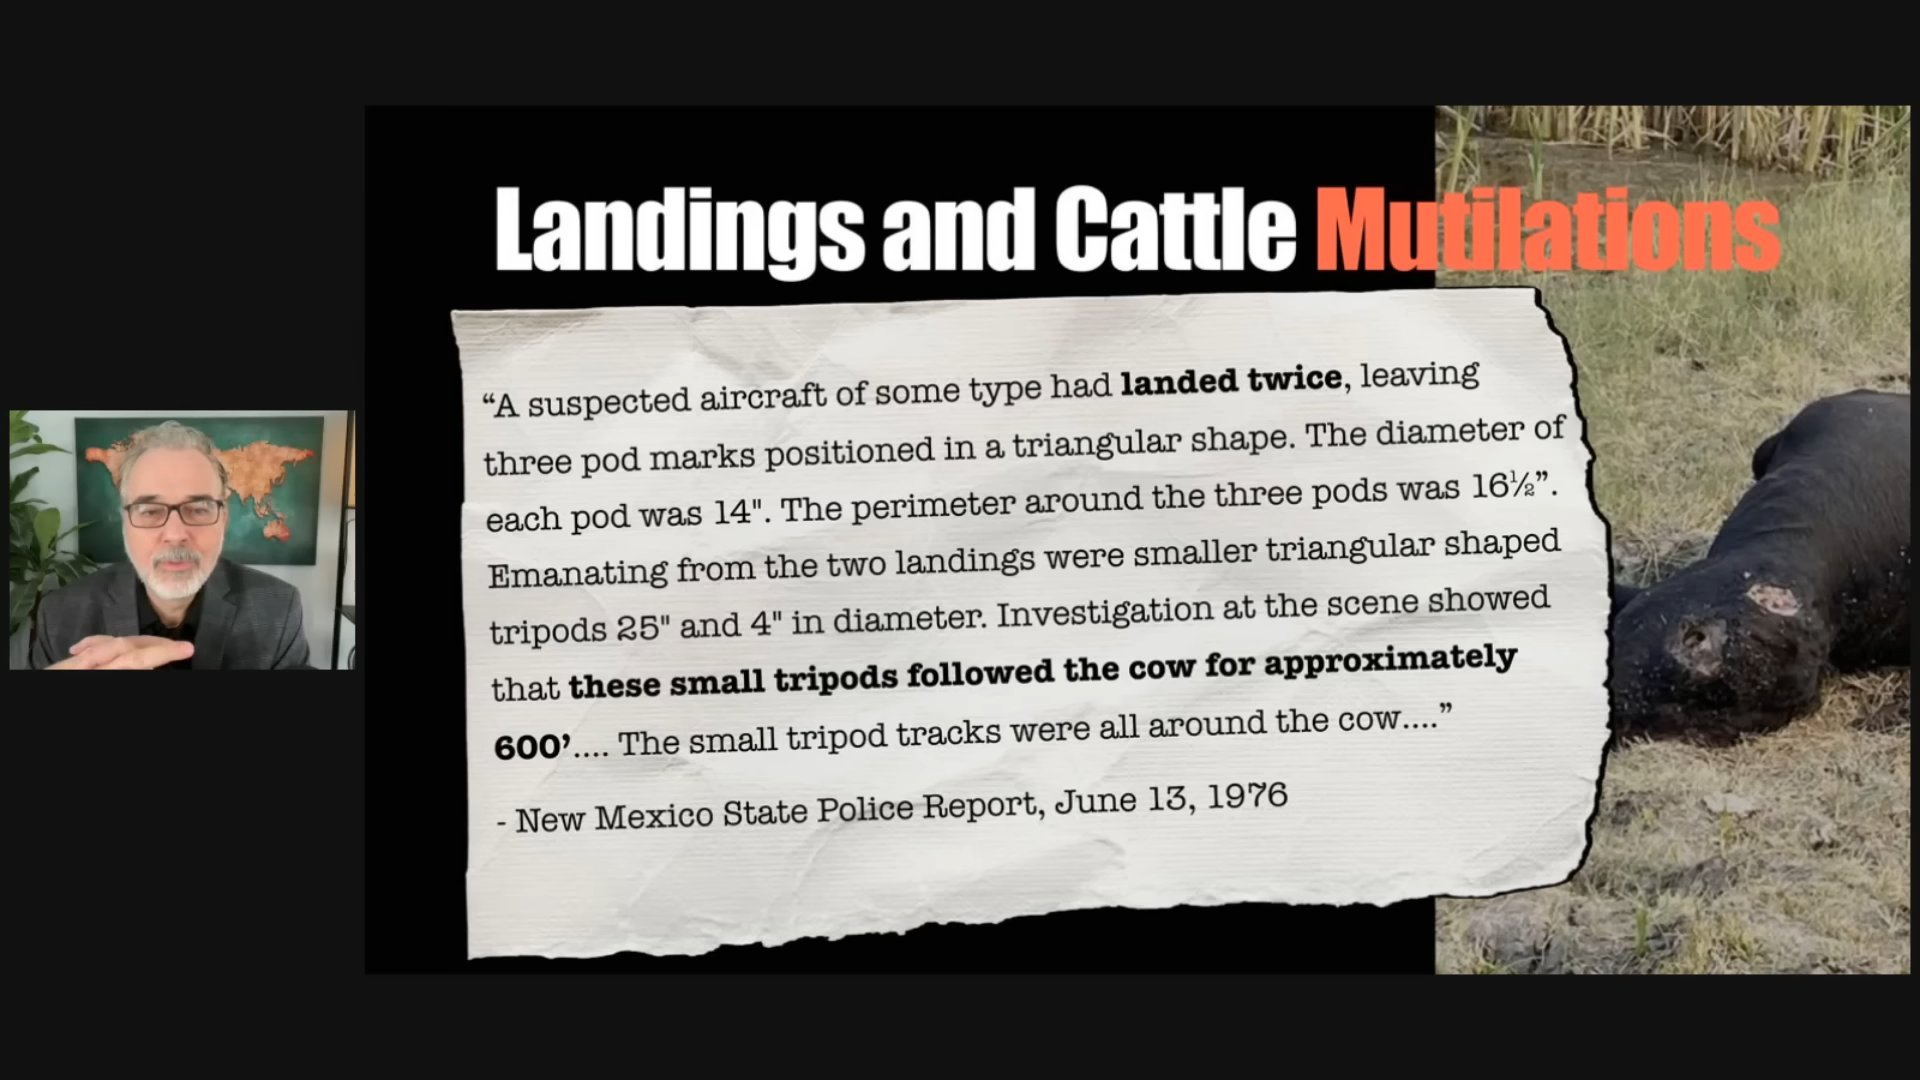 Landings and Cattle Mutilations
“A suspected aircraft of some type had landed twice, leaving
three pod marks positioned in a triangular shape. The diameter of
each pod was 14". The perimeter around the three pods was 16½”.
Emanating from the two landings were smaller triangular shaped
tripods 25" and 4" in diameter. Investigation at the scene showed
that these small tripods followed the cow for approximately
600’.... The small tripod tracks were all around the cow....”
- New Mexico State Police Report, June 13, 1976